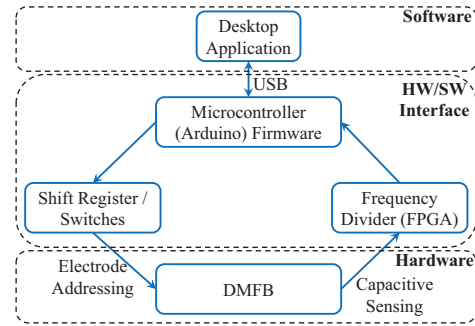 Software
Desktop
Application
USB
HW/SW
Interface
Microcontroller
(Arduino) Firmware
Shift Register /
Switches
Frequency
Divider (FPGA)
Hardware
Electrode
Addressing
DMFB
Capacitive
Sensing